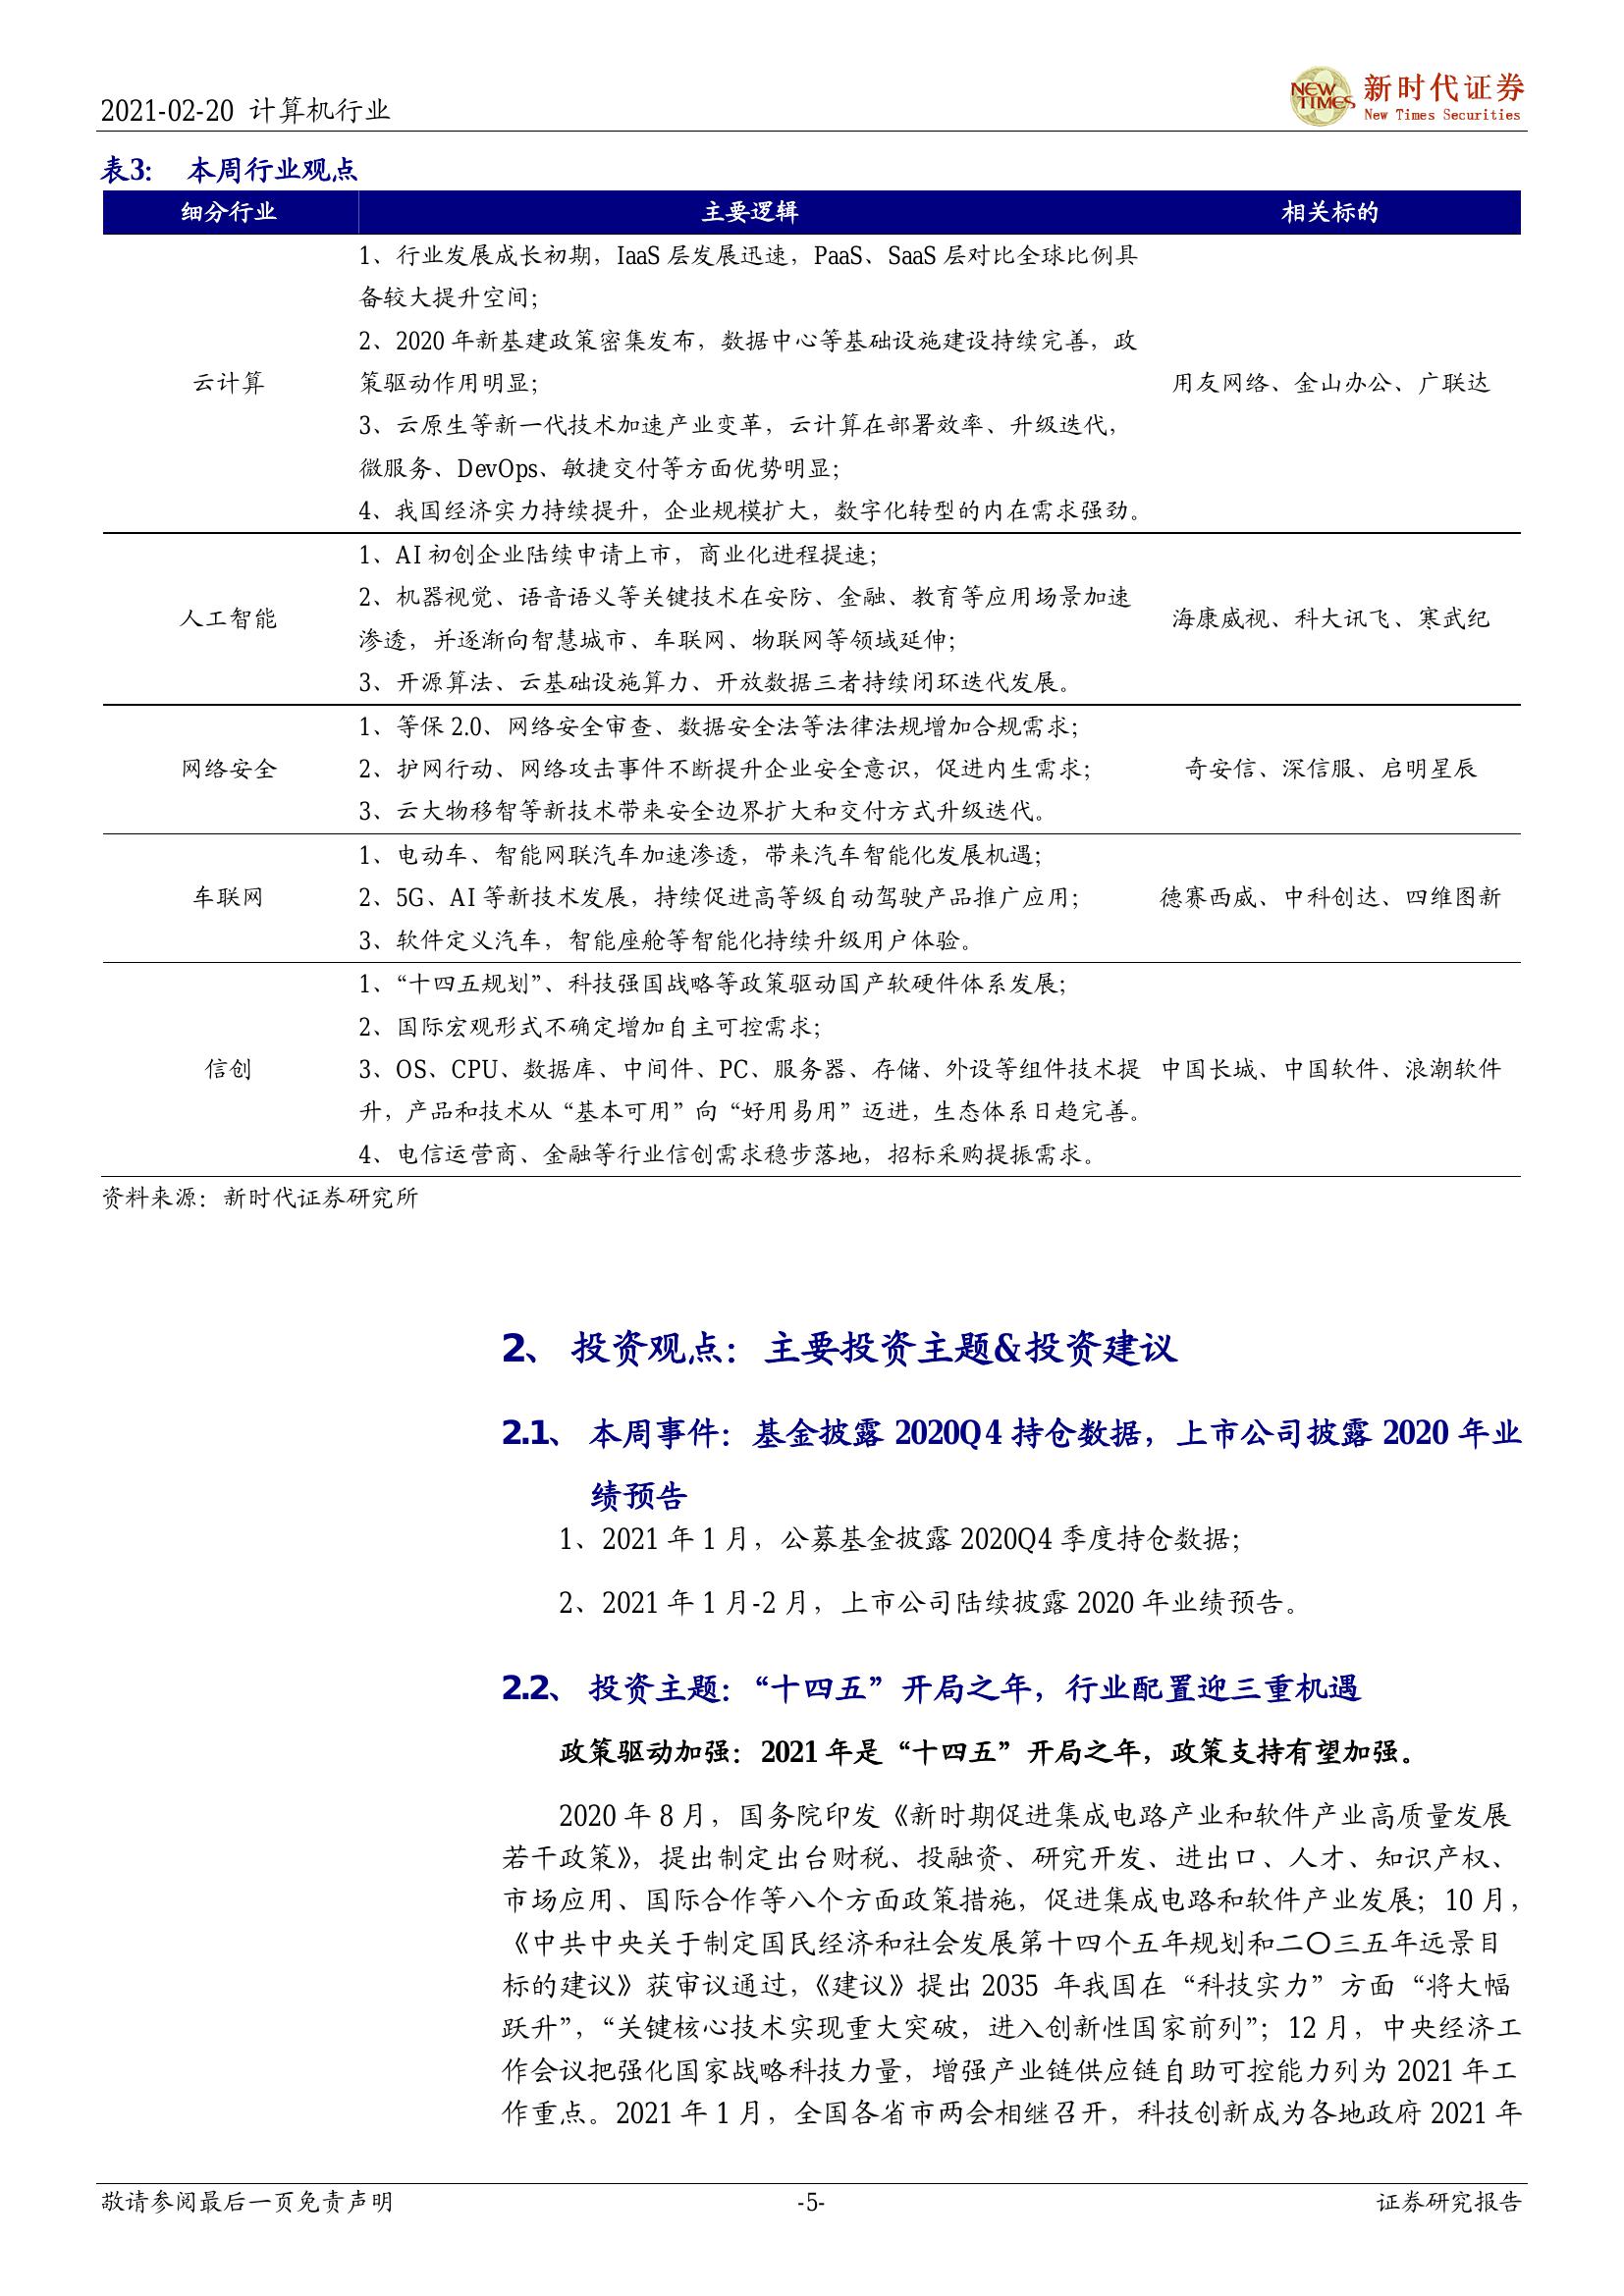 2021-02-20 计算机行业
NEW TIMES
新时代证券
New Times Securities
表3: 本周行业观点
细分行业 主要逻辑 相关标的
1、行业发展成长初期，IaaS 层发展迅速，PaaS、SaaS 层对比全球比例具
备较大提升空间；
2、2020 年新基建政策密集发布，数据中心等基础设施建设持续完善，政
云计算 策驱动作用明显； 用友网络、金山办公、广联达
3、云原生等新一代技术加速产业变革，云计算在部署效率、升级迭代，
微服务、DevOps、敏捷交付等方面优势明显；
4、我国经济实力持续提升，企业规模扩大，数字化转型的内在需求强劲。
1、AI 初创企业陆续申请上市，商业化进程提速；
2、机器视觉、语音语义等关键技术在安防、金融、教育等应用场景加速
人工智能 海康威视、科大讯飞、寒武纪
渗透，并逐渐向智慧城市、车联网、物联网等领域延伸；
3、开源算法、云基础设施算力、开放数据三者持续闭环迭代发展。
1、等保 2.0、网络安全审查、数据安全法等法律法规增加合规需求；
网络安全 2、护网行动、网络攻击事件不断提升企业安全意识，促进内生需求； 奇安信、深信服、启明星辰
3、云大物移智等新技术带来安全边界扩大和交付方式升级迭代。
1、电动车、智能网联汽车加速渗透，带来汽车智能化发展机遇；
车联网 2、5G、AI 等新技术发展，持续促进高等级自动驾驶产品推广应用； 德赛西威、中科创达、四维图新
3、软件定义汽车，智能座舱等智能化持续升级用户体验。
1、“十四五规划”、科技强国战略等政策驱动国产软硬件体系发展；
2、国际宏观形式不确定增加自主可控需求；
信创 3、OS、CPU、数据库、中间件、PC、服务器、存储、外设等组件技术提 中国长城、中国软件、浪潮软件
升，产品和技术从“基本可用”向“好用易用”迈进，生态体系日趋完善。
4、电信运营商、金融等行业信创需求稳步落地，招标采购提振需求。
资料来源：新时代证券研究所
2、 投资观点：主要投资主题&投资建议
2.1、 本周事件：基金披露 2020Q4 持仓数据，上市公司披露 2020 年业
绩预告
1、2021 年 1 月，公募基金披露 2020Q4 季度持仓数据；
2、2021 年 1 月-2 月，上市公司陆续披露 2020 年业绩预告。
2.2、 投资主题：“十四五”开局之年，行业配置迎三重机遇
政策驱动加强：2021 年是“十四五”开局之年，政策支持有望加强。
2020 年 8 月，国务院印发《新时期促进集成电路产业和软件产业高质量发展
若干政策》，提出制定出台财税、投融资、研究开发、进出口、人才、知识产权、
市场应用、国际合作等八个方面政策措施，促进集成电路和软件产业发展；10 月，
《中共中央关于制定国民经济和社会发展第十四个五年规划和二〇三五年远景目
标的建议》获审议通过，《建议》提出 2035 年我国在“科技实力”方面“将大幅
跃升”，“关键核心技术实现重大突破，进入创新性国家前列”；12 月，中央经济工
作会议把强化国家战略科技力量，增强产业链供应链自助可控能力列为 2021 年工
作重点。2021 年 1 月，全国各省市两会相继召开，科技创新成为各地政府 2021 年
敬请参阅最后一页免责声明 -5- 证券研究报告